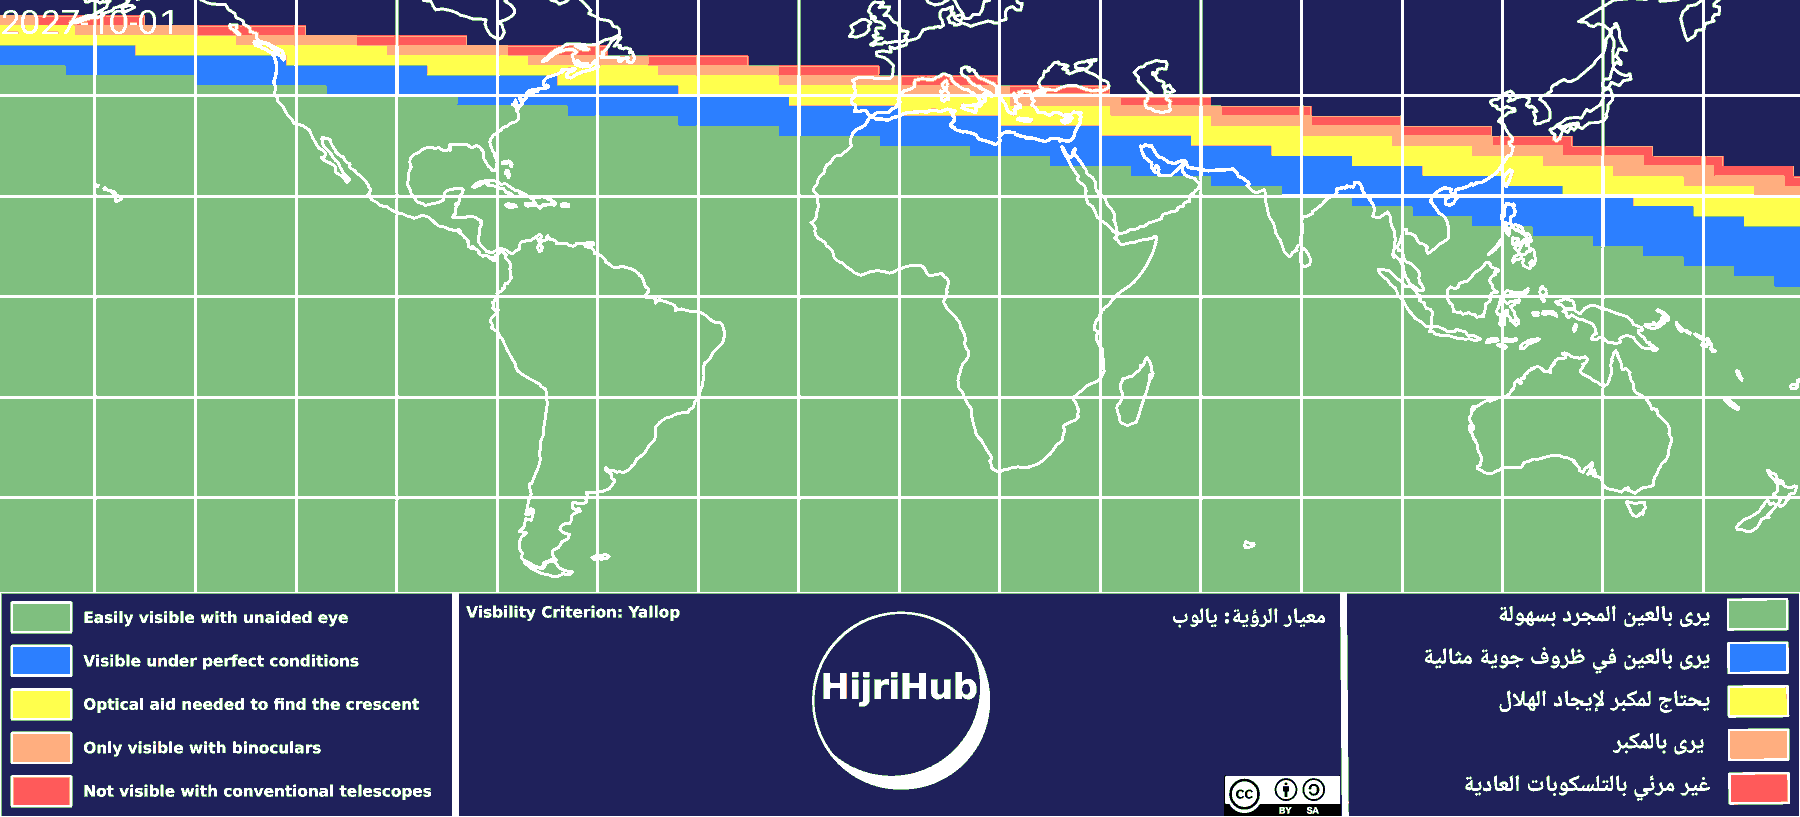 2027-10-01
Easily visible with unaided eye
Visible under perfect conditions
Optical aid needed to find the crescent
Only visible with binoculars
Not visible with conventional telescopes
Visbility Criterion: Yallop
معيار الرؤية: يالوب
HijriHub
cc
BY SA
يرى بالعين المجرد بسهولة
يرى بالعين في ظروف جوية مثالية
يحتاج لمكبر لإيجاد الهلال
يرى بالمكبر
غير مرئي بالتلسكوبات العادية